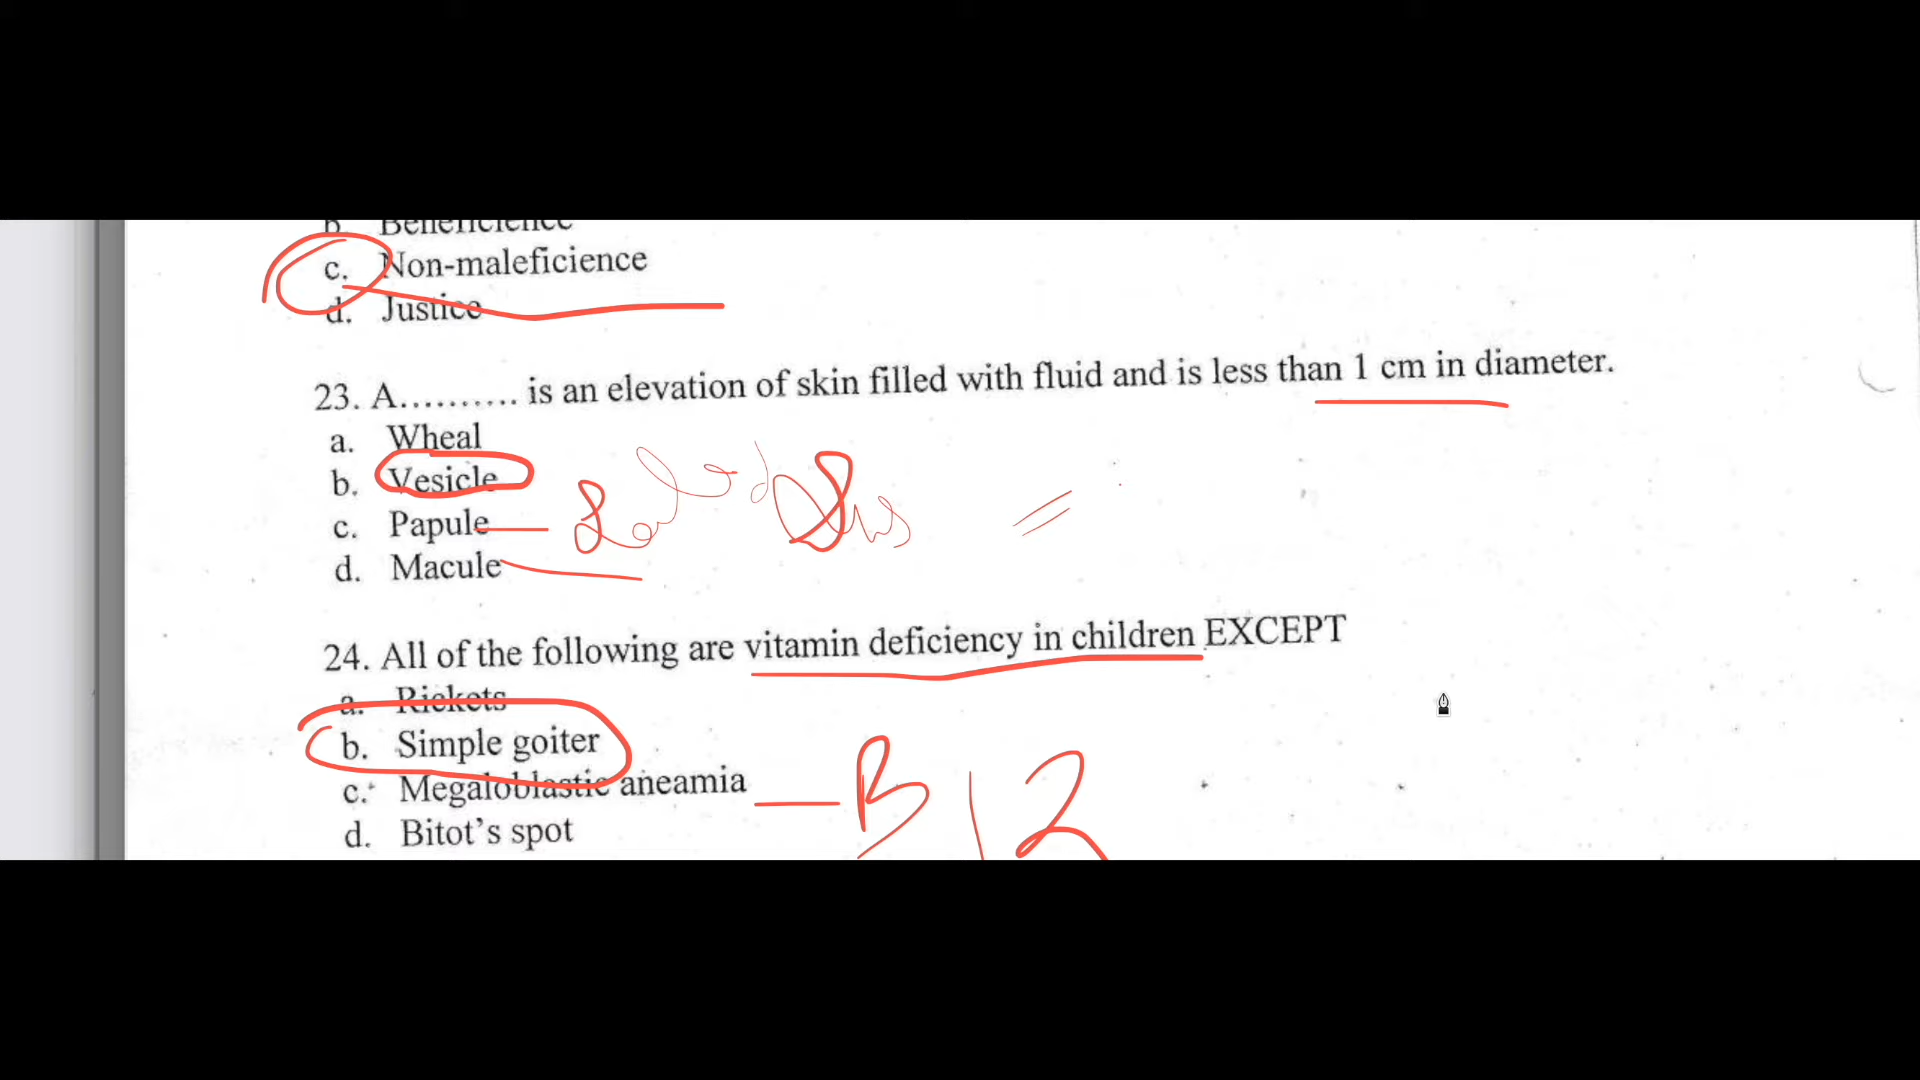 b. Beneficience
c. Non-maleficience
d. Justice
23. A.......... is an elevation of skin filled with fluid and is less than 1 cm in diameter.
a. Wheal
b. Vesicle
c. Papule
d. Macule
24. All of the following are vitamin deficiency in children EXCEPT
a. Rickets
b. Simple goiter
c. Megaloblastic aneamia
B12
d. Bitot's spot